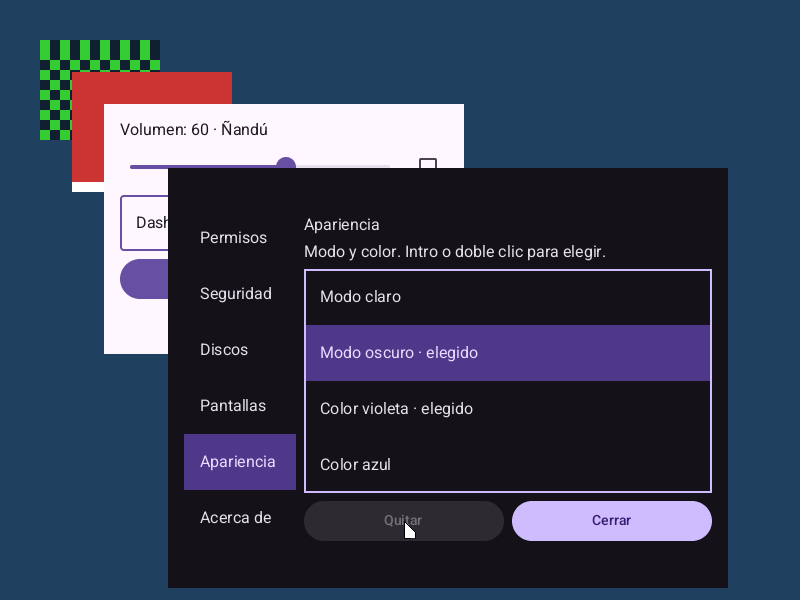 Volumen: 60 · Ñandú
Dash
Permisos
Seguridad
Discos
Pantallas
Apariencia
Acerca de
Apariencia
Modo y color. Intro o doble clic para elegir.
Modo claro
Modo oscuro · elegido
Color violeta · elegido
Color azul
Quitar
Cerrar